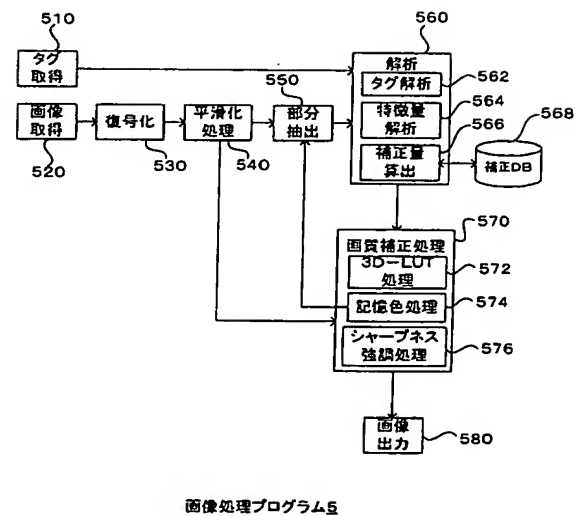 510
タグ
取得
画像
取得
520
復号化
530
平滑化
処理
540
550
部分
抽出
560
解析
タグ解析
562
特徴量
解析
564
補正量
算出
566
568
補正DB
570
画質補正処理
3D-LUT
処理
572
記憶色処理
574
シャープネス
強調処理
576
画像
出力
580
画像処理プログラム5